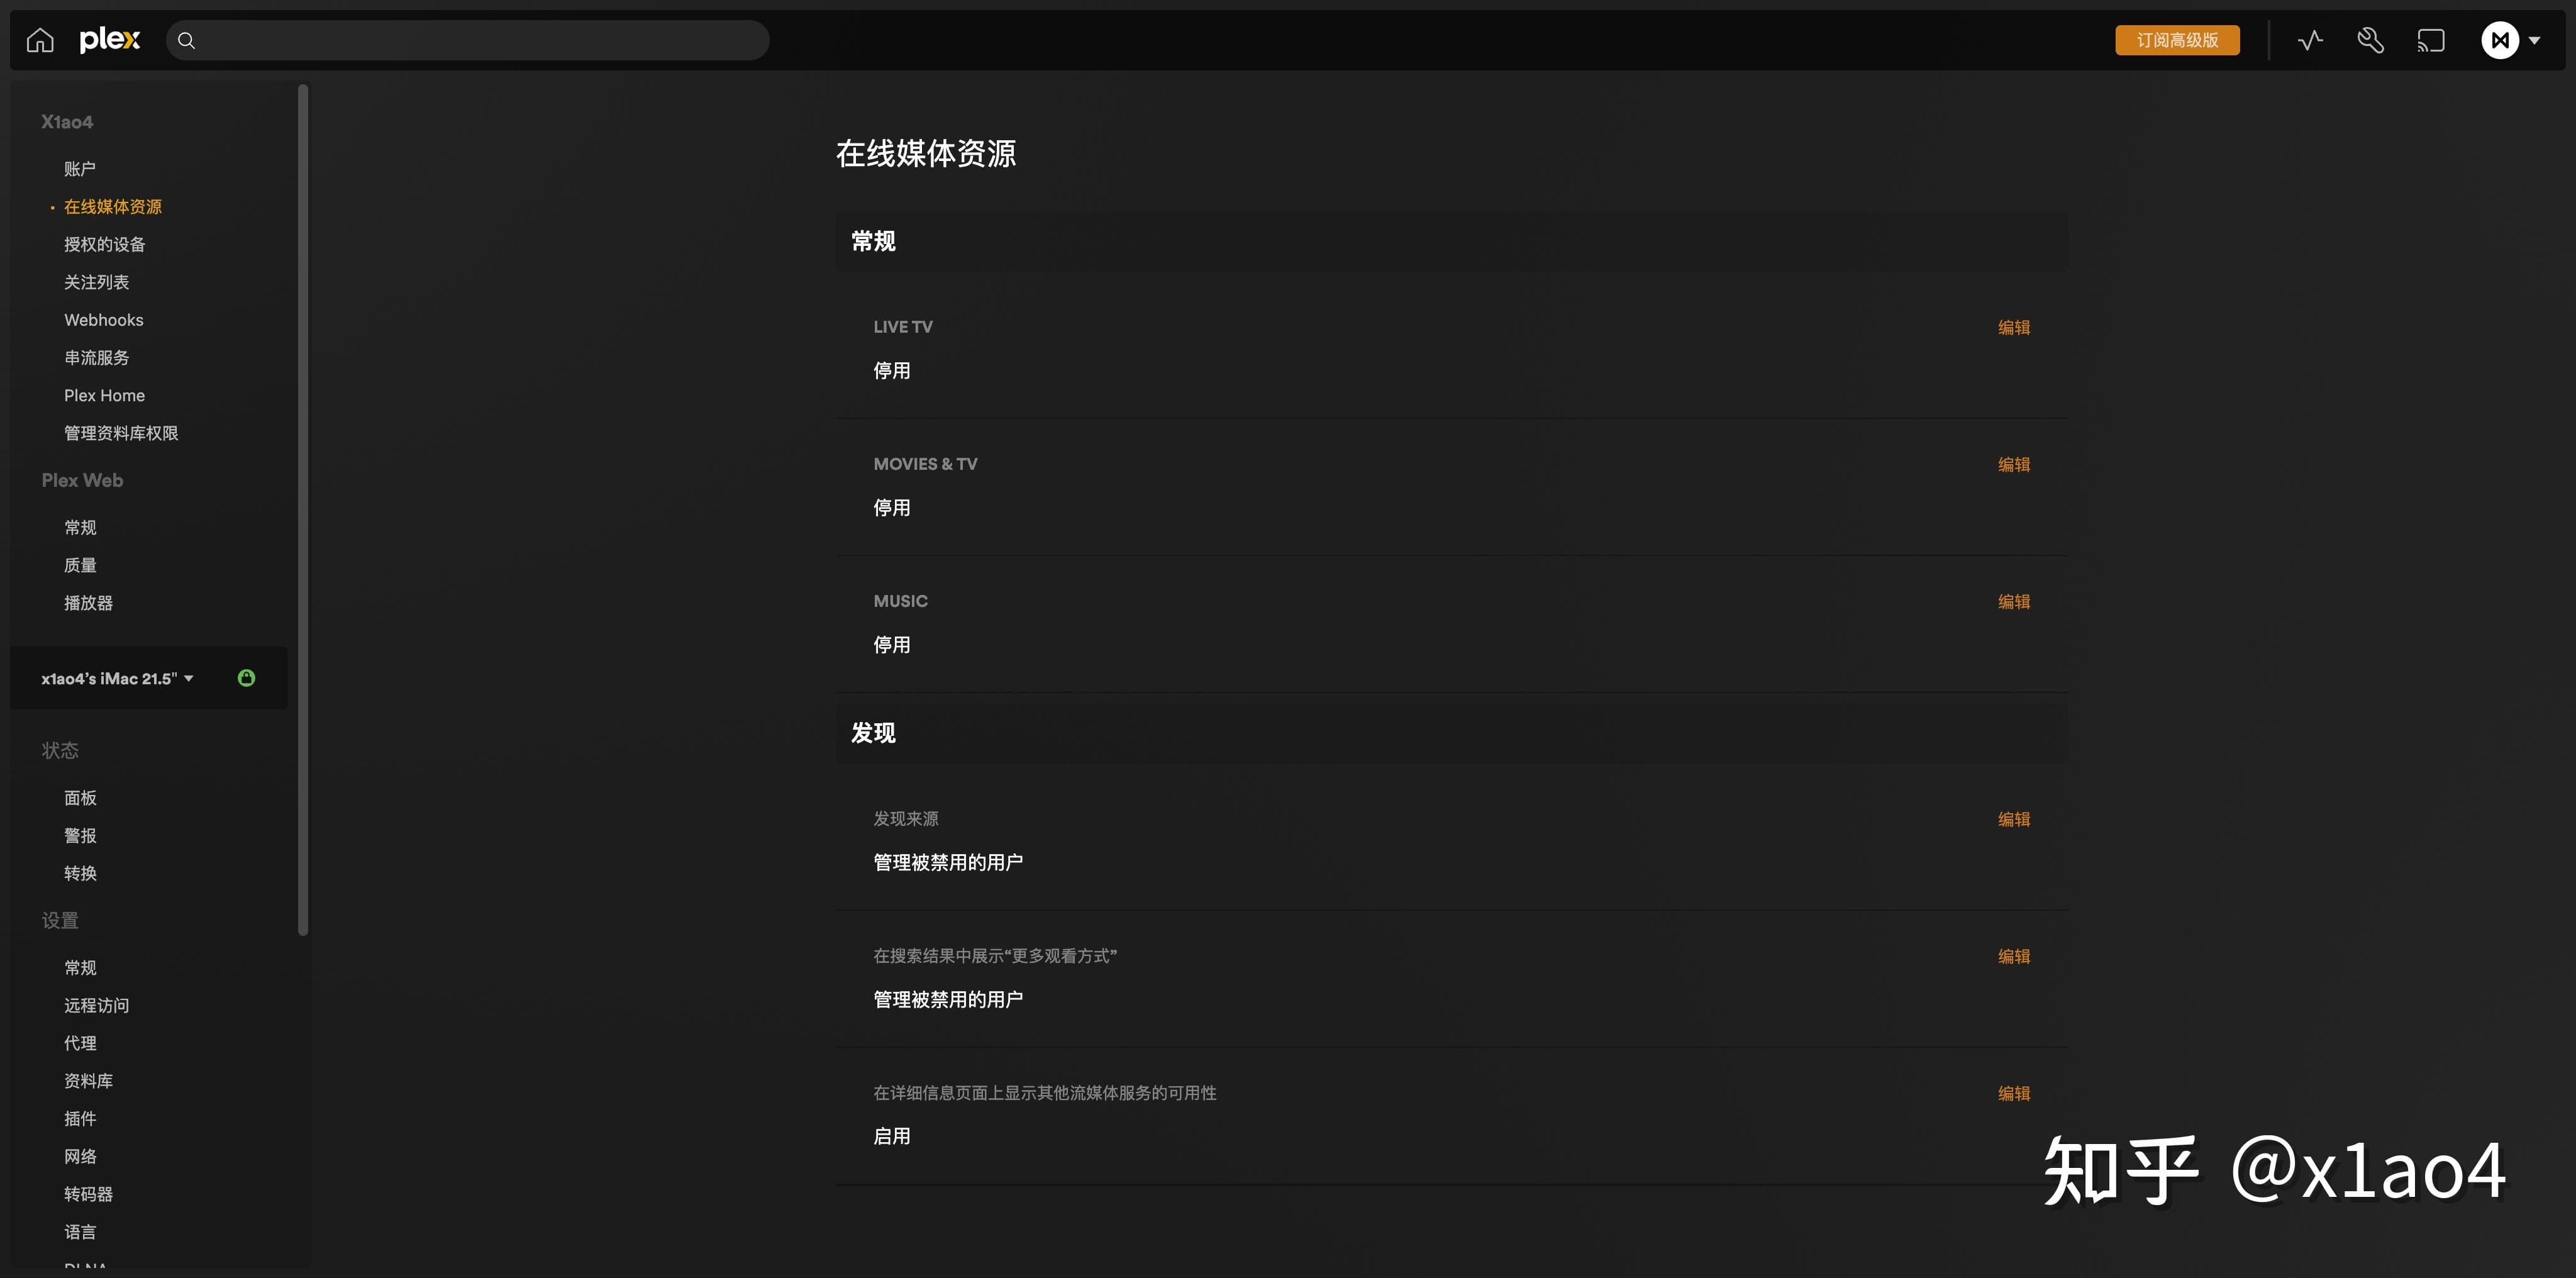 plex
订阅高级版
X1ao4
账户
在线媒体资源
授权的设备
关注列表
Webhooks
串流服务
Plex Home
管理资料库权限
Plex Web
常规
质量
播放器
x1ao4's iMac 21.5"
状态
面板
警报
转换
设置
常规
远程访问
代理
资料库
插件
网络
转码器
语言
DLNA
在线媒体资源
常规
LIVE TV
编辑
停用
MOVIES & TV
编辑
停用
MUSIC
编辑
停用
发现
发现来源
编辑
管理被禁用的用户
在搜索结果中展示“更多观看方式”
编辑
管理被禁用的用户
在详细信息页面上显示其他流媒体服务的可用性
编辑
启用
知乎 @x1ao4